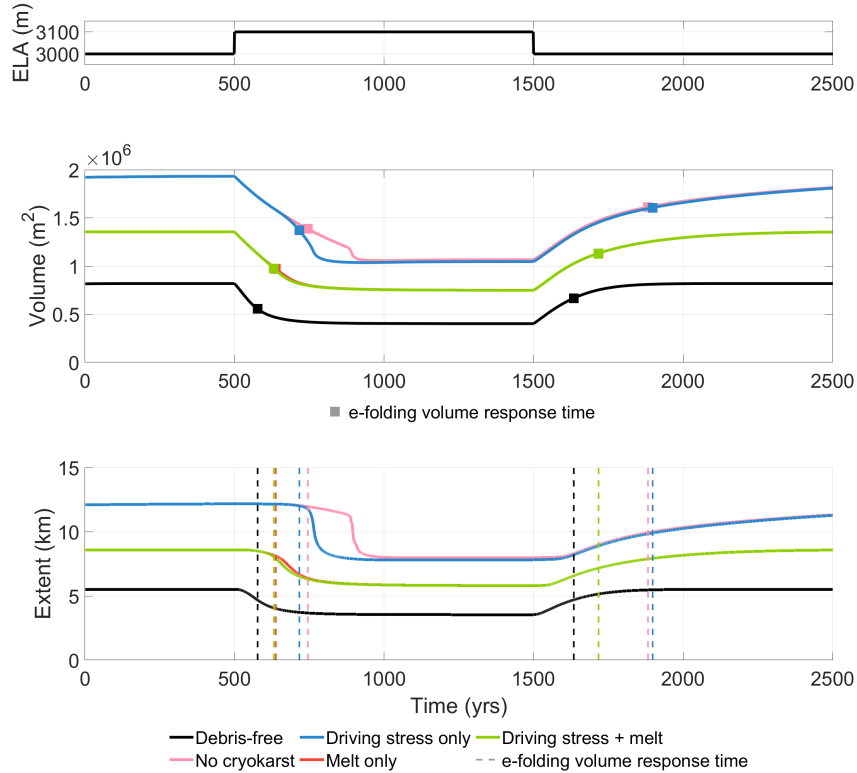 ELA (m)
3100
3000
0 500 1000 1500 2000 2500
×10⁶
Volume (m²)
2
1.5
1
0.5
0
0 500 1000 1500 2000 2500
e-folding volume response time
Extent (km)
15
10
5
0
0 500 1000 1500 2000 2500
Time (yrs)
Debris-free Driving stress only Driving stress + melt
No cryokarst Melt only e-folding volume response time